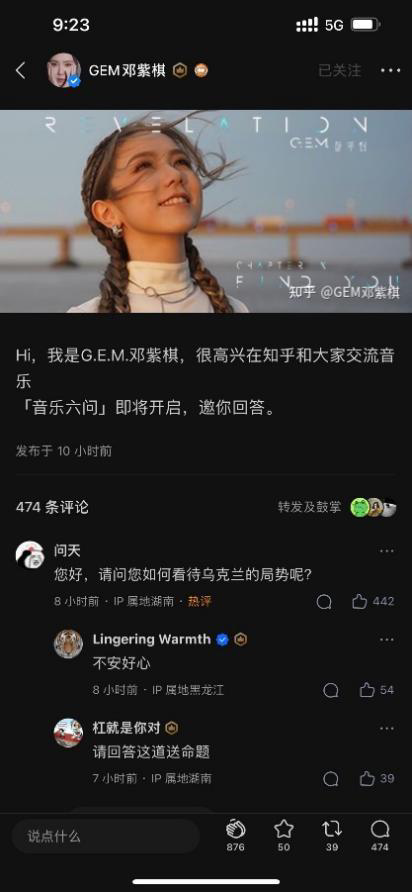 9:23
5G
GEM邓紫棋
已关注
REVELATION
G.E.M. 邓紫棋
CHAPTER X
FIND YOU
知乎 @GEM邓紫棋
Hi，我是G.E.M.邓紫棋，很高兴在知乎和大家交流音
乐
「音乐六问」即将开启，邀你回答。
发布于 10 小时前
474 条评论
转发及鼓掌
问天
您好，请问您如何看待乌克兰的局势呢?
8 小时前 · IP 属地湖南 · 热评
442
Lingering Warmth
不安好心
8 小时前 · IP 属地黑龙江
54
杠就是你对
请回答这道送命题
7 小时前 · IP 属地湖南
39
说点什么
876
50
39
474